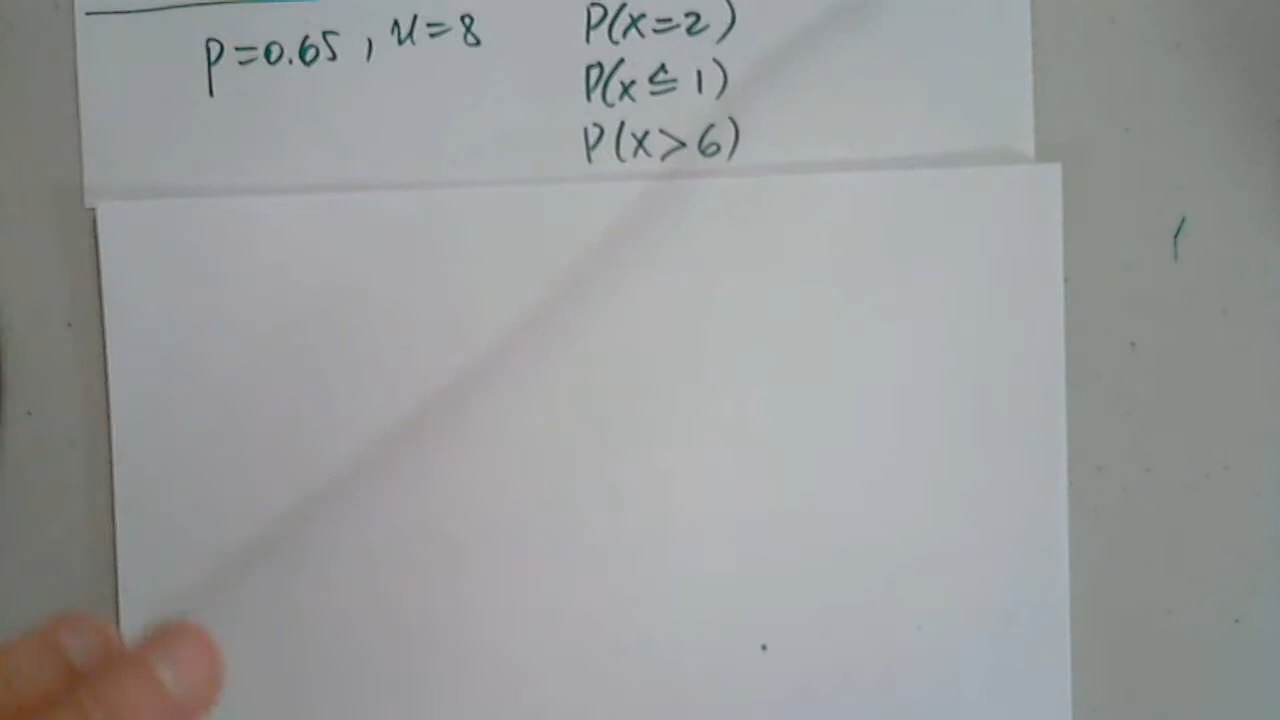 p=0.65, n=8
P(x=2)
P(x≤1)
P(x>6)